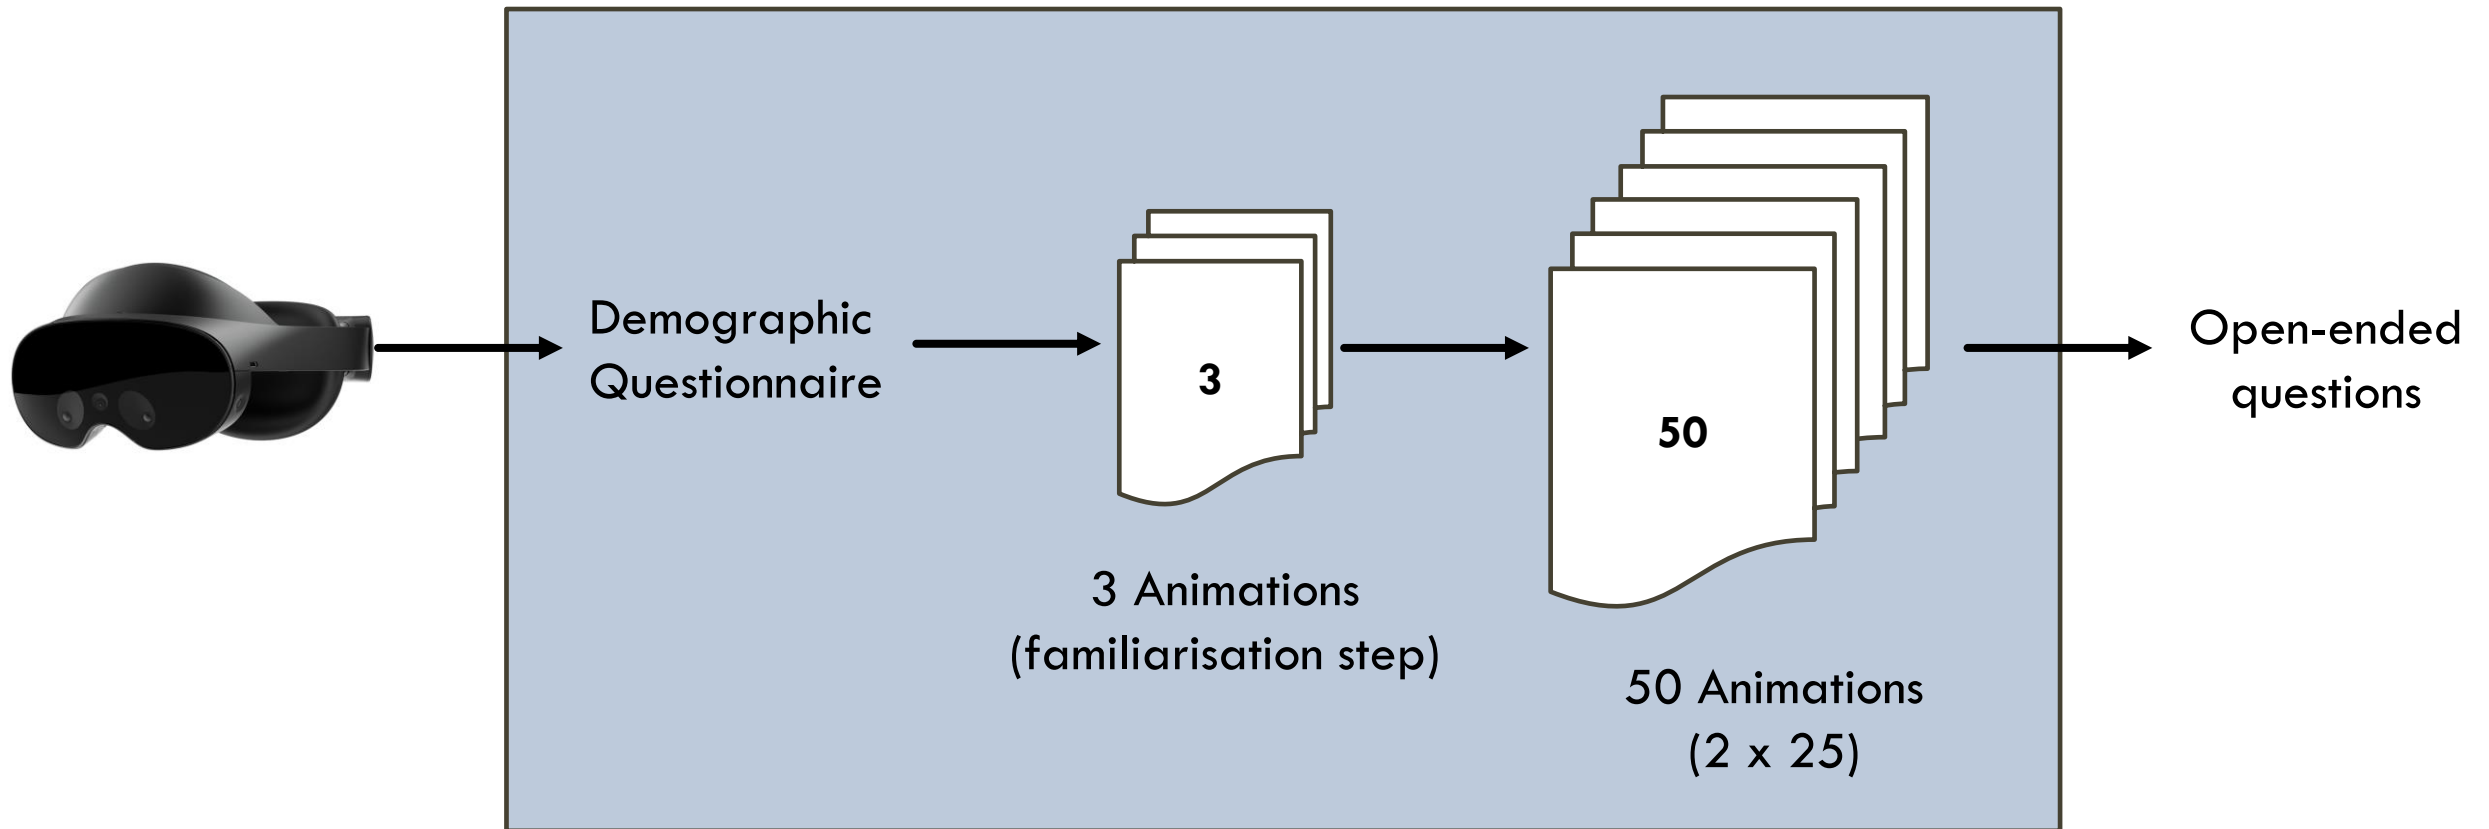 Demographic
Questionnaire
3
3 Animations
(familiarisation step)
50
50 Animations
(2 x 25)
Open-ended
questions